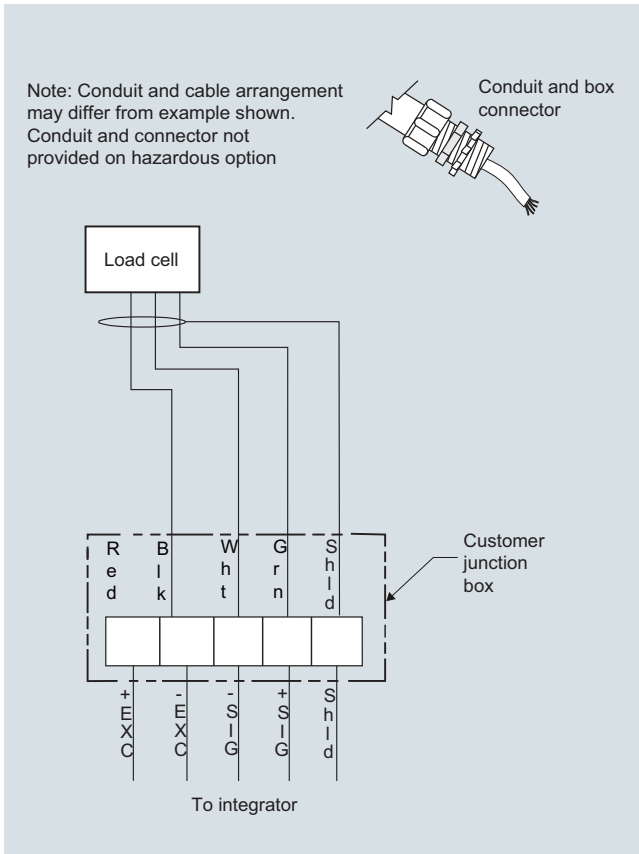 Note: Conduit and cable arrangement
may differ from example shown.
Conduit and connector not
provided on hazardous option
Conduit and box
connector
Load cell
Red
Blk
Wht
Grn
Shld
Customer
junction
box
+EXC
-EXC
-SIG
+SIG
Shld
To integrator